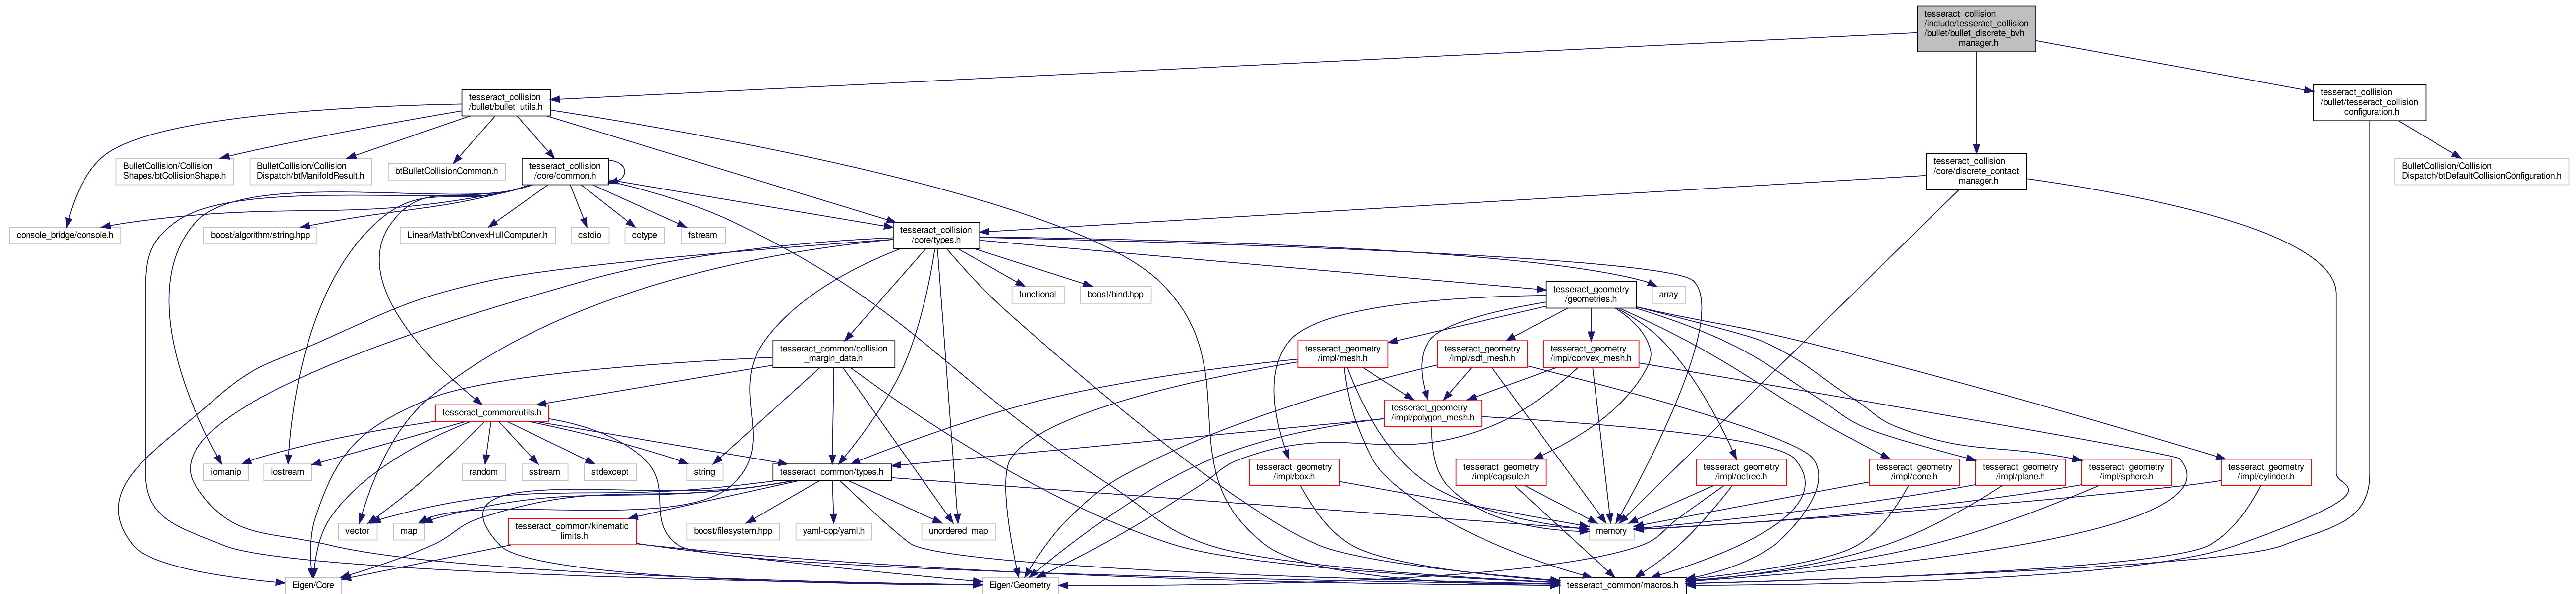 tesseract_collision
/include/tesseract_collision
/bullet/bullet_discrete_bvh
_manager.h
tesseract_collision
/bullet/bullet_utils.h
tesseract_collision
/bullet/tesseract_collision
_configuration.h
BulletCollision/Collision
Shapes/btCollisionShape.h
BulletCollision/Collision
Dispatch/btManifoldResult.h
btBulletCollisionCommon.h
tesseract_collision
/core/common.h
tesseract_collision
/core/discrete_contact
_manager.h
BulletCollision/Collision
Dispatch/btDefaultCollisionConfiguration.h
console_bridge/console.h
boost/algorithm/string.hpp
LinearMath/btConvexHullComputer.h
cstdio
cctype
fstream
tesseract_collision
/core/types.h
functional
boost/bind.hpp
tesseract_geometry
/geometries.h
array
tesseract_common/collision
_margin_data.h
tesseract_geometry
/impl/mesh.h
tesseract_geometry
/impl/sdf_mesh.h
tesseract_geometry
/impl/convex_mesh.h
tesseract_common/utils.h
tesseract_geometry
/impl/polygon_mesh.h
iomanip
iostream
random
sstream
stdexcept
string
tesseract_common/types.h
tesseract_geometry
/impl/box.h
tesseract_geometry
/impl/capsule.h
tesseract_geometry
/impl/octree.h
tesseract_geometry
/impl/cone.h
tesseract_geometry
/impl/plane.h
tesseract_geometry
/impl/sphere.h
tesseract_geometry
/impl/cylinder.h
vector
map
tesseract_common/kinematic
_limits.h
boost/filesystem.hpp
yaml-cpp/yaml.h
unordered_map
memory
Eigen/Core
Eigen/Geometry
tesseract_common/macros.h